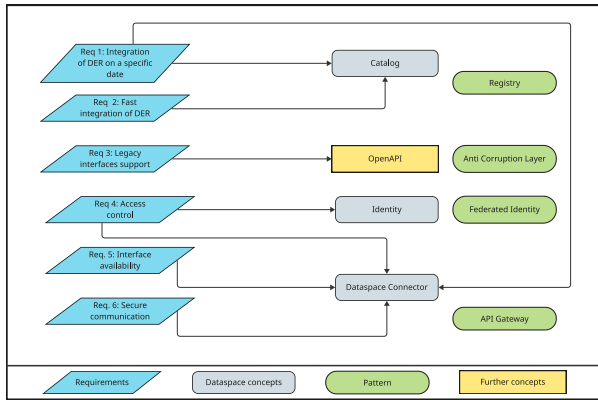 Req 1: Integration
of DER on a specific
date
Catalog
Registry
Req 2: Fast
integration of DER
Req 3: Legacy
interfaces support
OpenAPI
Anti Corruption Layer
Req 4: Access
control
Identity
Federated Identity
Req. 5: Interface
availability
Dataspace Connector
Req. 6: Secure
communication
API Gateway
Requirements
Dataspace concepts
Pattern
Further concepts